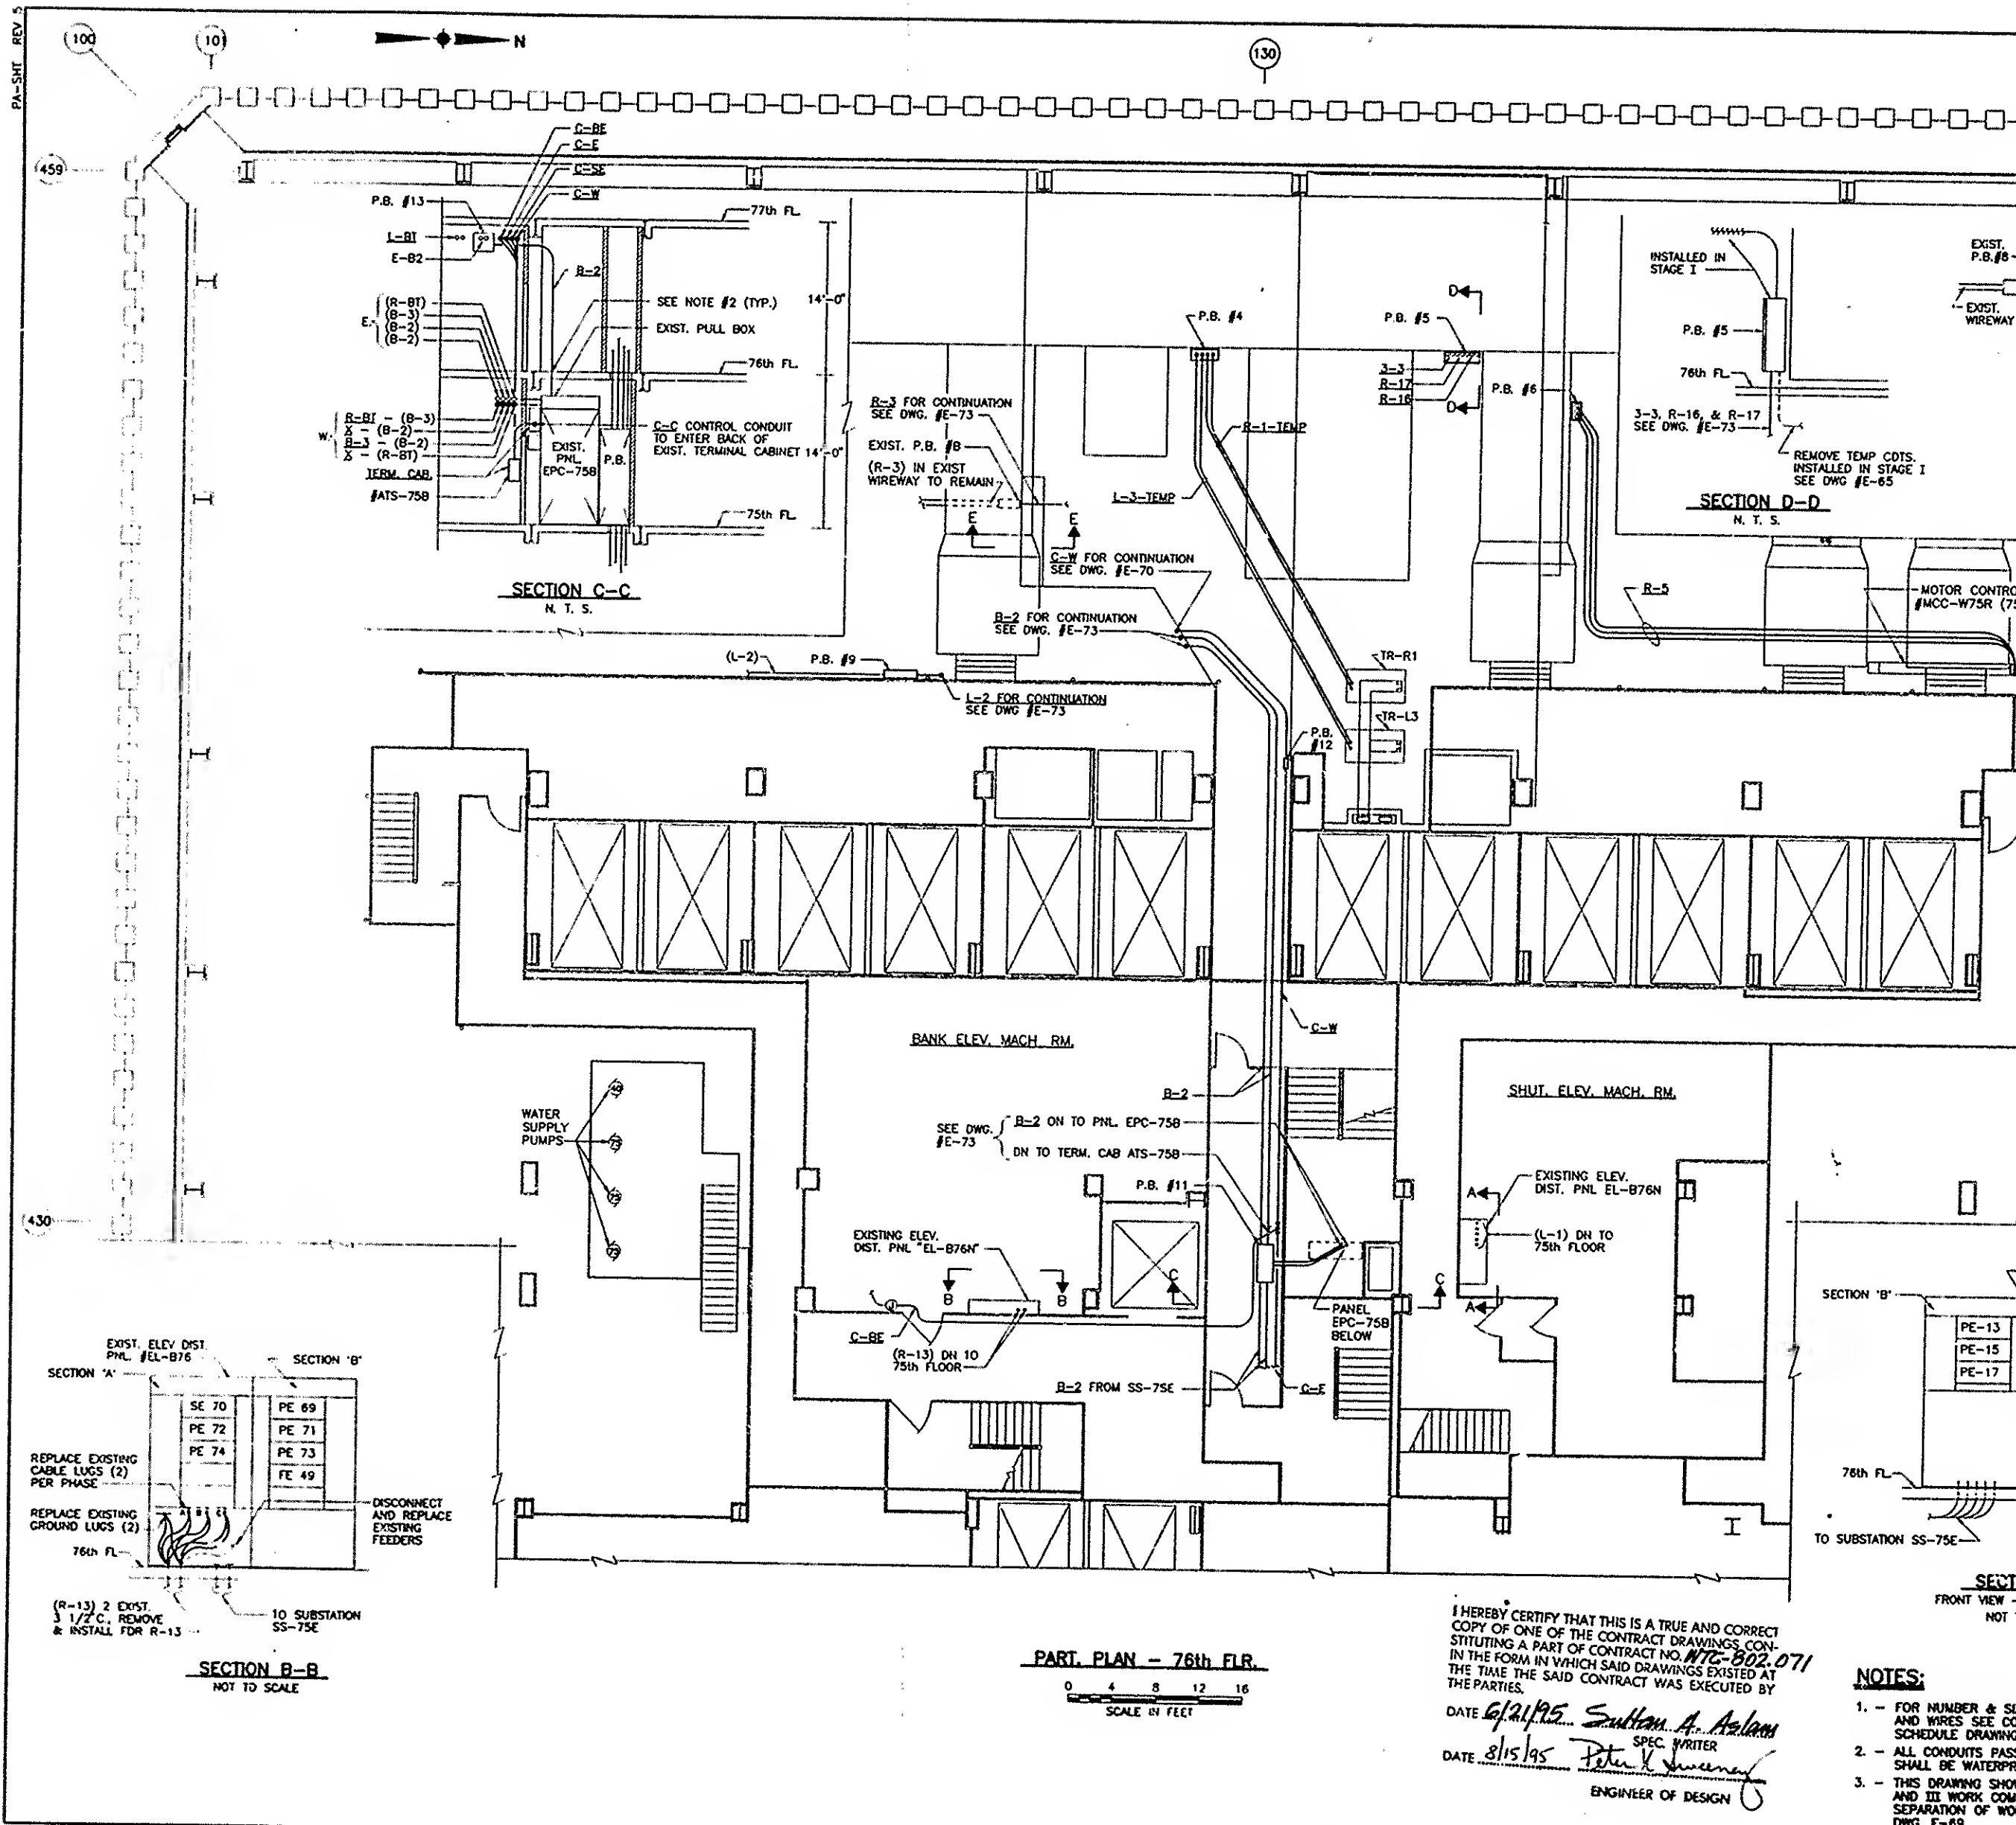 PA-SHT REV 5
100
101
N
130
459
430
C-BE
C-E
C-SE
C-W
P.B. #13
L-BT
E-B2
B-2
77th FL.
SEE NOTE #2 (TYP.)
14'-0"
EXIST. PULL BOX
E.
(R-BT)
(B-3)
(B-2)
(B-2)
76th FL.
W.
R-BT - (B-3)
X - (B-2)
B-3 - (B-2)
X - (R-BT)
TERM. CAB.
#ATS-75B
EXIST.
PNL.
EPC-75B
P.B.
C-C CONTROL CONDUIT
TO ENTER BACK OF
EXIST. TERMINAL CABINET
14'-0"
75th FL.
SECTION C-C
N. T. S.
P.B. #4
D
P.B. #5
3-3
R-17
R-16
D
P.B. #6
R-3 FOR CONTINUATION
SEE DWG. #E-73
EXIST. P.B. #8
(R-3) IN EXIST
WIREWAY TO REMAIN
E
E
R-1-TEMP
L-3-TEMP
C-W FOR CONTINUATION
SEE DWG. #E-70
B-2 FOR CONTINUATION
SEE DWG. #E-73
(L-2)
P.B. #9
L-2 FOR CONTINUATION
SEE DWG #E-73
TR-R1
TR-L3
P.B.
#12
INSTALLED IN
STAGE I
P.B. #5
76th FL.
3-3, R-16, & R-17
SEE DWG. #E-73
REMOVE TEMP CDTS.
INSTALLED IN STAGE I
SEE DWG #E-65
SECTION D-D
N. T. S.
EXIST.
P.B.#8
EXIST.
WIREWAY
R-5
MOTOR CONTRO
#MCC-W75R (75
BANK ELEV. MACH. RM.
C-W
B-2
SHUT. ELEV. MACH. RM.
WATER
SUPPLY
PUMPS
SEE DWG.
#E-73
B-2 ON TO PNL. EPC-75B
DN TO TERM. CAB ATS-75B
P.B. #11
EXISTING ELEV.
DIST. PNL "EL-B76N"
B
B
C
C
C-BE
(R-13) DN TO
75th FLOOR
B-2 FROM SS-75E
C-E
PANEL
EPC-75B
BELOW
A
A
EXISTING ELEV.
DIST. PNL EL-B76N
(L-1) DN TO
75th FLOOR
EXIST. ELEV DIST.
PNL. #EL-B76
SECTION "A"
SECTION "B"
SE 70
PE 72
PE 74
PE 69
PE 71
PE 73
FE 49
REPLACE EXISTING
CABLE LUGS (2)
PER PHASE
REPLACE EXISTING
GROUND LUGS (2)
A B C
DISCONNECT
AND REPLACE
EXISTING
FEEDERS
76th FL
(R-13) 2 EXIST.
3 1/2"C., REMOVE
& INSTALL FDR R-13
TO SUBSTATION
SS-75E
SECTION B-B
NOT TO SCALE
PART. PLAN - 76th FLR.
0 4 8 12 16
SCALE IN FEET
SECTION "B"
PE-13
PE-15
PE-17
76th FL
TO SUBSTATION SS-75E
SECT
FRONT VIEW -
NOT
I HEREBY CERTIFY THAT THIS IS A TRUE AND CORRECT
COPY OF ONE OF THE CONTRACT DRAWINGS CON-
STITUTING A PART OF CONTRACT NO. WTC-802.071
IN THE FORM IN WHICH SAID DRAWINGS EXISTED AT
THE TIME THE SAID CONTRACT WAS EXECUTED BY
THE PARTIES.
DATE 6/21/95 Sultan A. Aslam
SPEC. WRITER
DATE 8/15/95 Peter K Sweeney
ENGINEER OF DESIGN
NOTES:
1. - FOR NUMBER & SI
AND WIRES SEE CO
SCHEDULE DRAWING
2. - ALL CONDUITS PASS
SHALL BE WATERPR
3. - THIS DRAWING SHOW
AND III WORK COM
SEPARATION OF WO
DWG. E-69